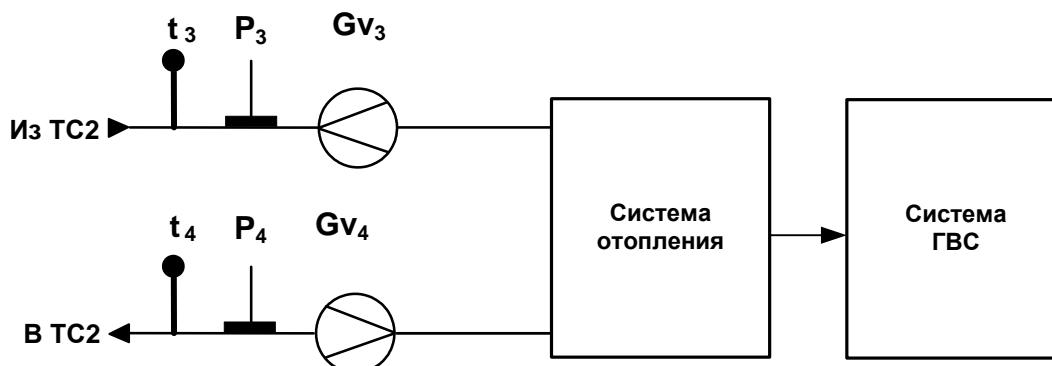 t 3 P3 Gv3
Из ТС2
Система
отопления
Система
ГВС
t 4 P4 Gv4
В ТС2